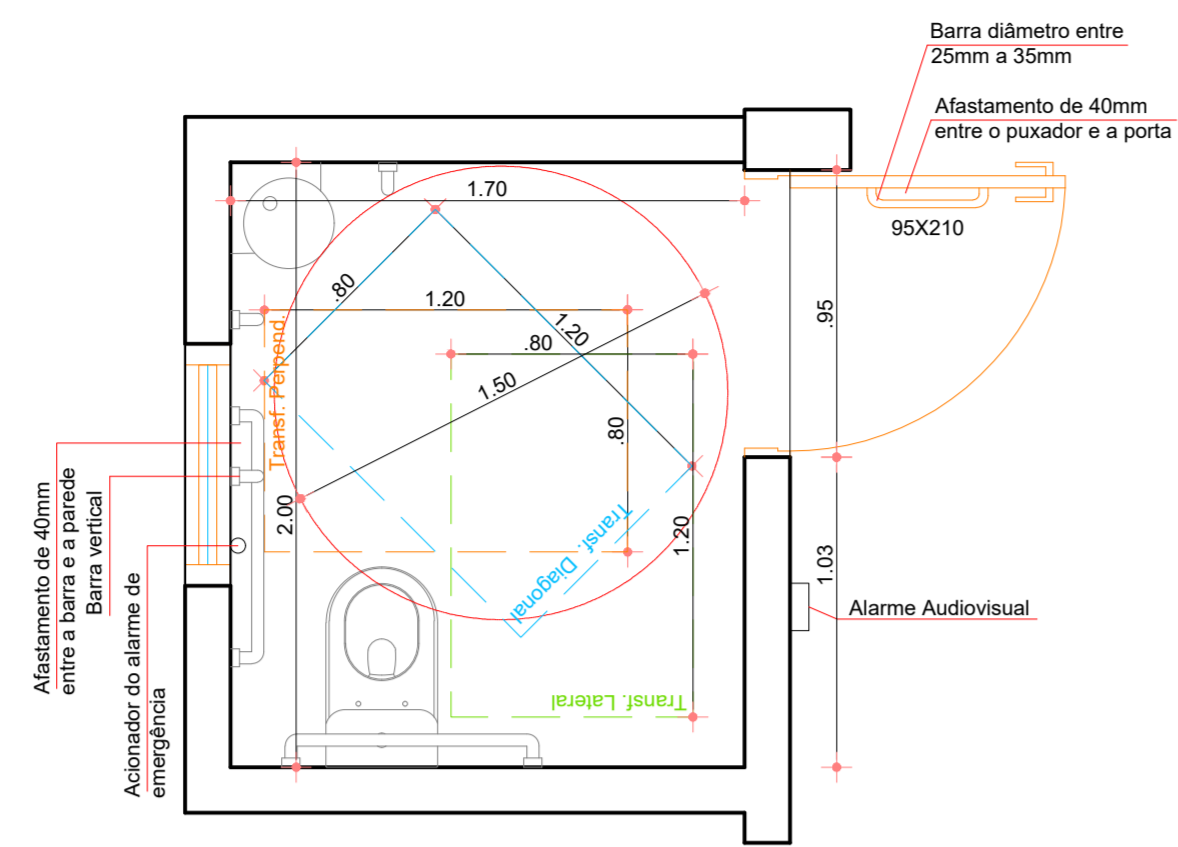 Barra diâmetro entre
25mm a 35mm
Afastamento de 40mm
entre o puxador e a porta
1.70
95X210
.80
1.20
.95
1.20
.80
1.50
Transf. Perpend.
.80
2.00
1.20
Transf. Diagonal
Afastamento de 40mm
entre a barra e a parede
Barra vertical
Acionador do alarme de
emergência
1.03
Alarme Audiovisual
Transf. Lateral